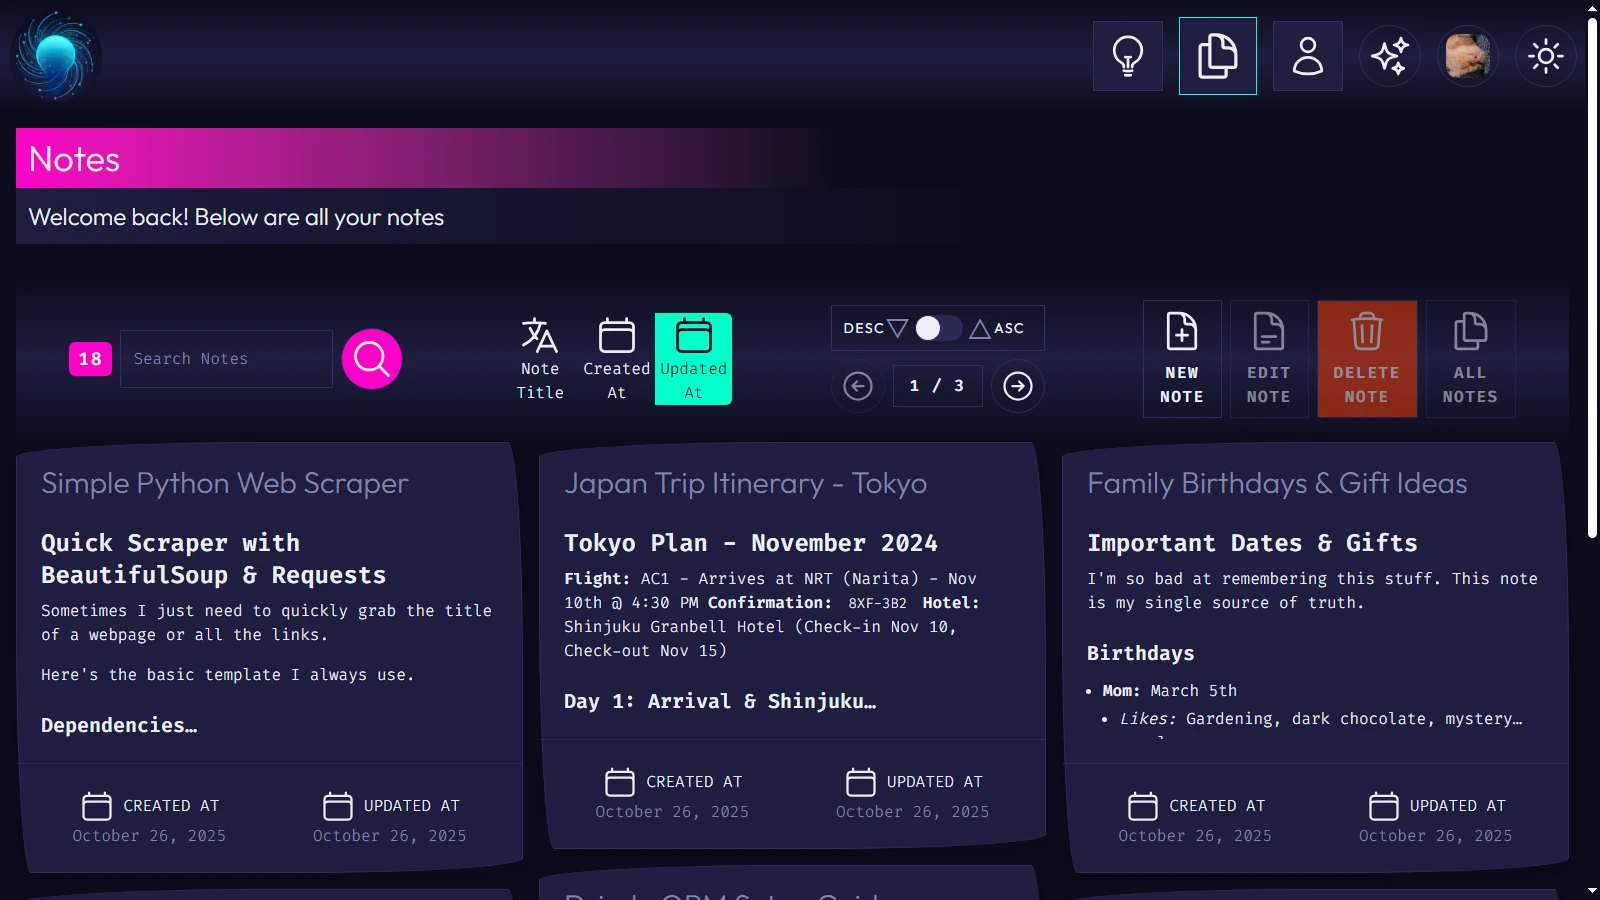 Notes
Welcome back! Below are all your notes
18
Search Notes
Note
Title
Created
At
Updated
At
DESC
ASC
1 / 3
NEW
NOTE
EDIT
NOTE
DELETE
NOTE
ALL
NOTES
Simple Python Web Scraper
Quick Scraper with
BeautifulSoup & Requests
Sometimes I just need to quickly grab the title
of a webpage or all the links.
Here's the basic template I always use.
Dependencies…
CREATED AT
October 26, 2025
UPDATED AT
October 26, 2025
Japan Trip Itinerary - Tokyo
Tokyo Plan - November 2024
Flight: AC1 - Arrives at NRT (Narita) - Nov
10th @ 4:30 PM Confirmation: 8XF-3B2 Hotel:
Shinjuku Granbell Hotel (Check-in Nov 10,
Check-out Nov 15)
Day 1: Arrival & Shinjuku…
CREATED AT
October 26, 2025
UPDATED AT
October 26, 2025
Family Birthdays & Gift Ideas
Important Dates & Gifts
I'm so bad at remembering this stuff. This note
is my single source of truth.
Birthdays
• Mom: March 5th
• Likes: Gardening, dark chocolate, mystery…
CREATED AT
October 26, 2025
UPDATED AT
October 26, 2025